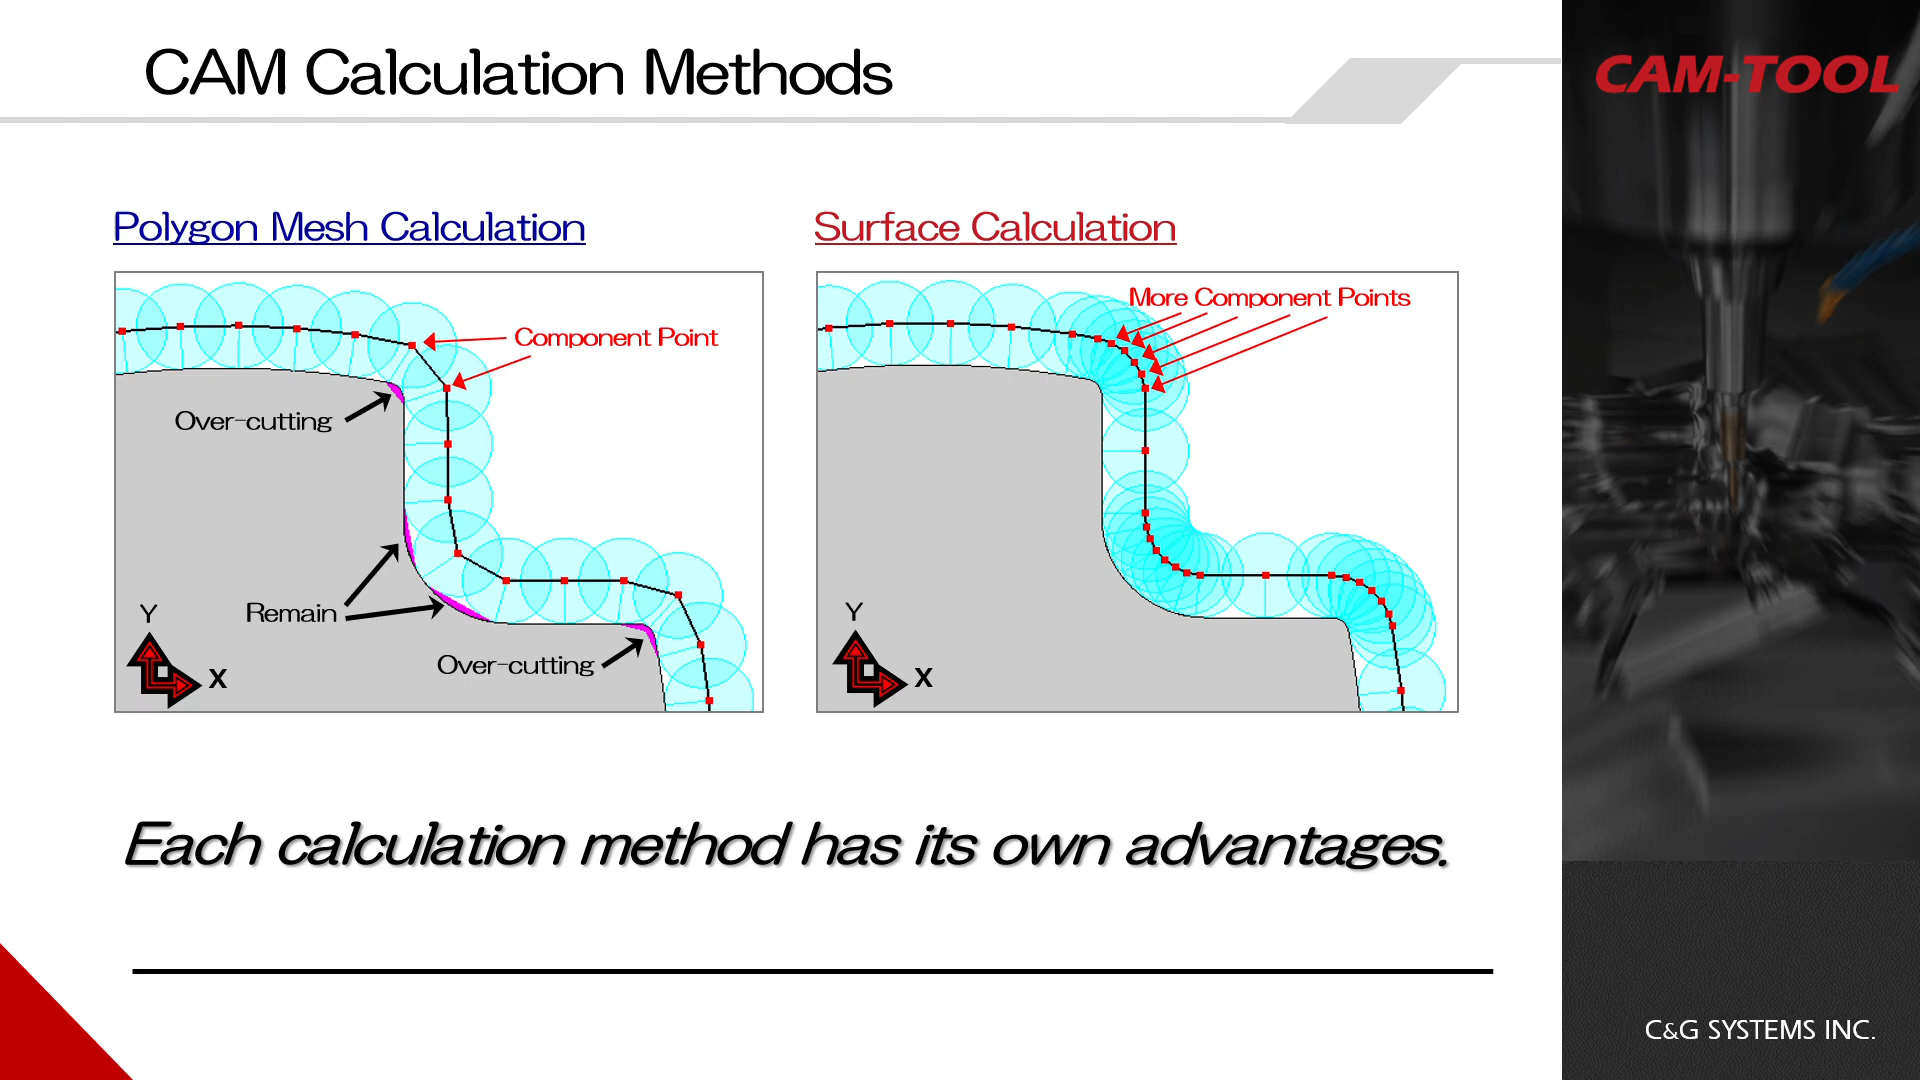 CAM Calculation Methods
CAM-TOOL
Polygon Mesh Calculation
Surface Calculation
Component Point
Over-cutting
Remain
Over-cutting
Y
X
More Component Points
Y
X
Each calculation method has its own advantages.
C&G SYSTEMS INC.